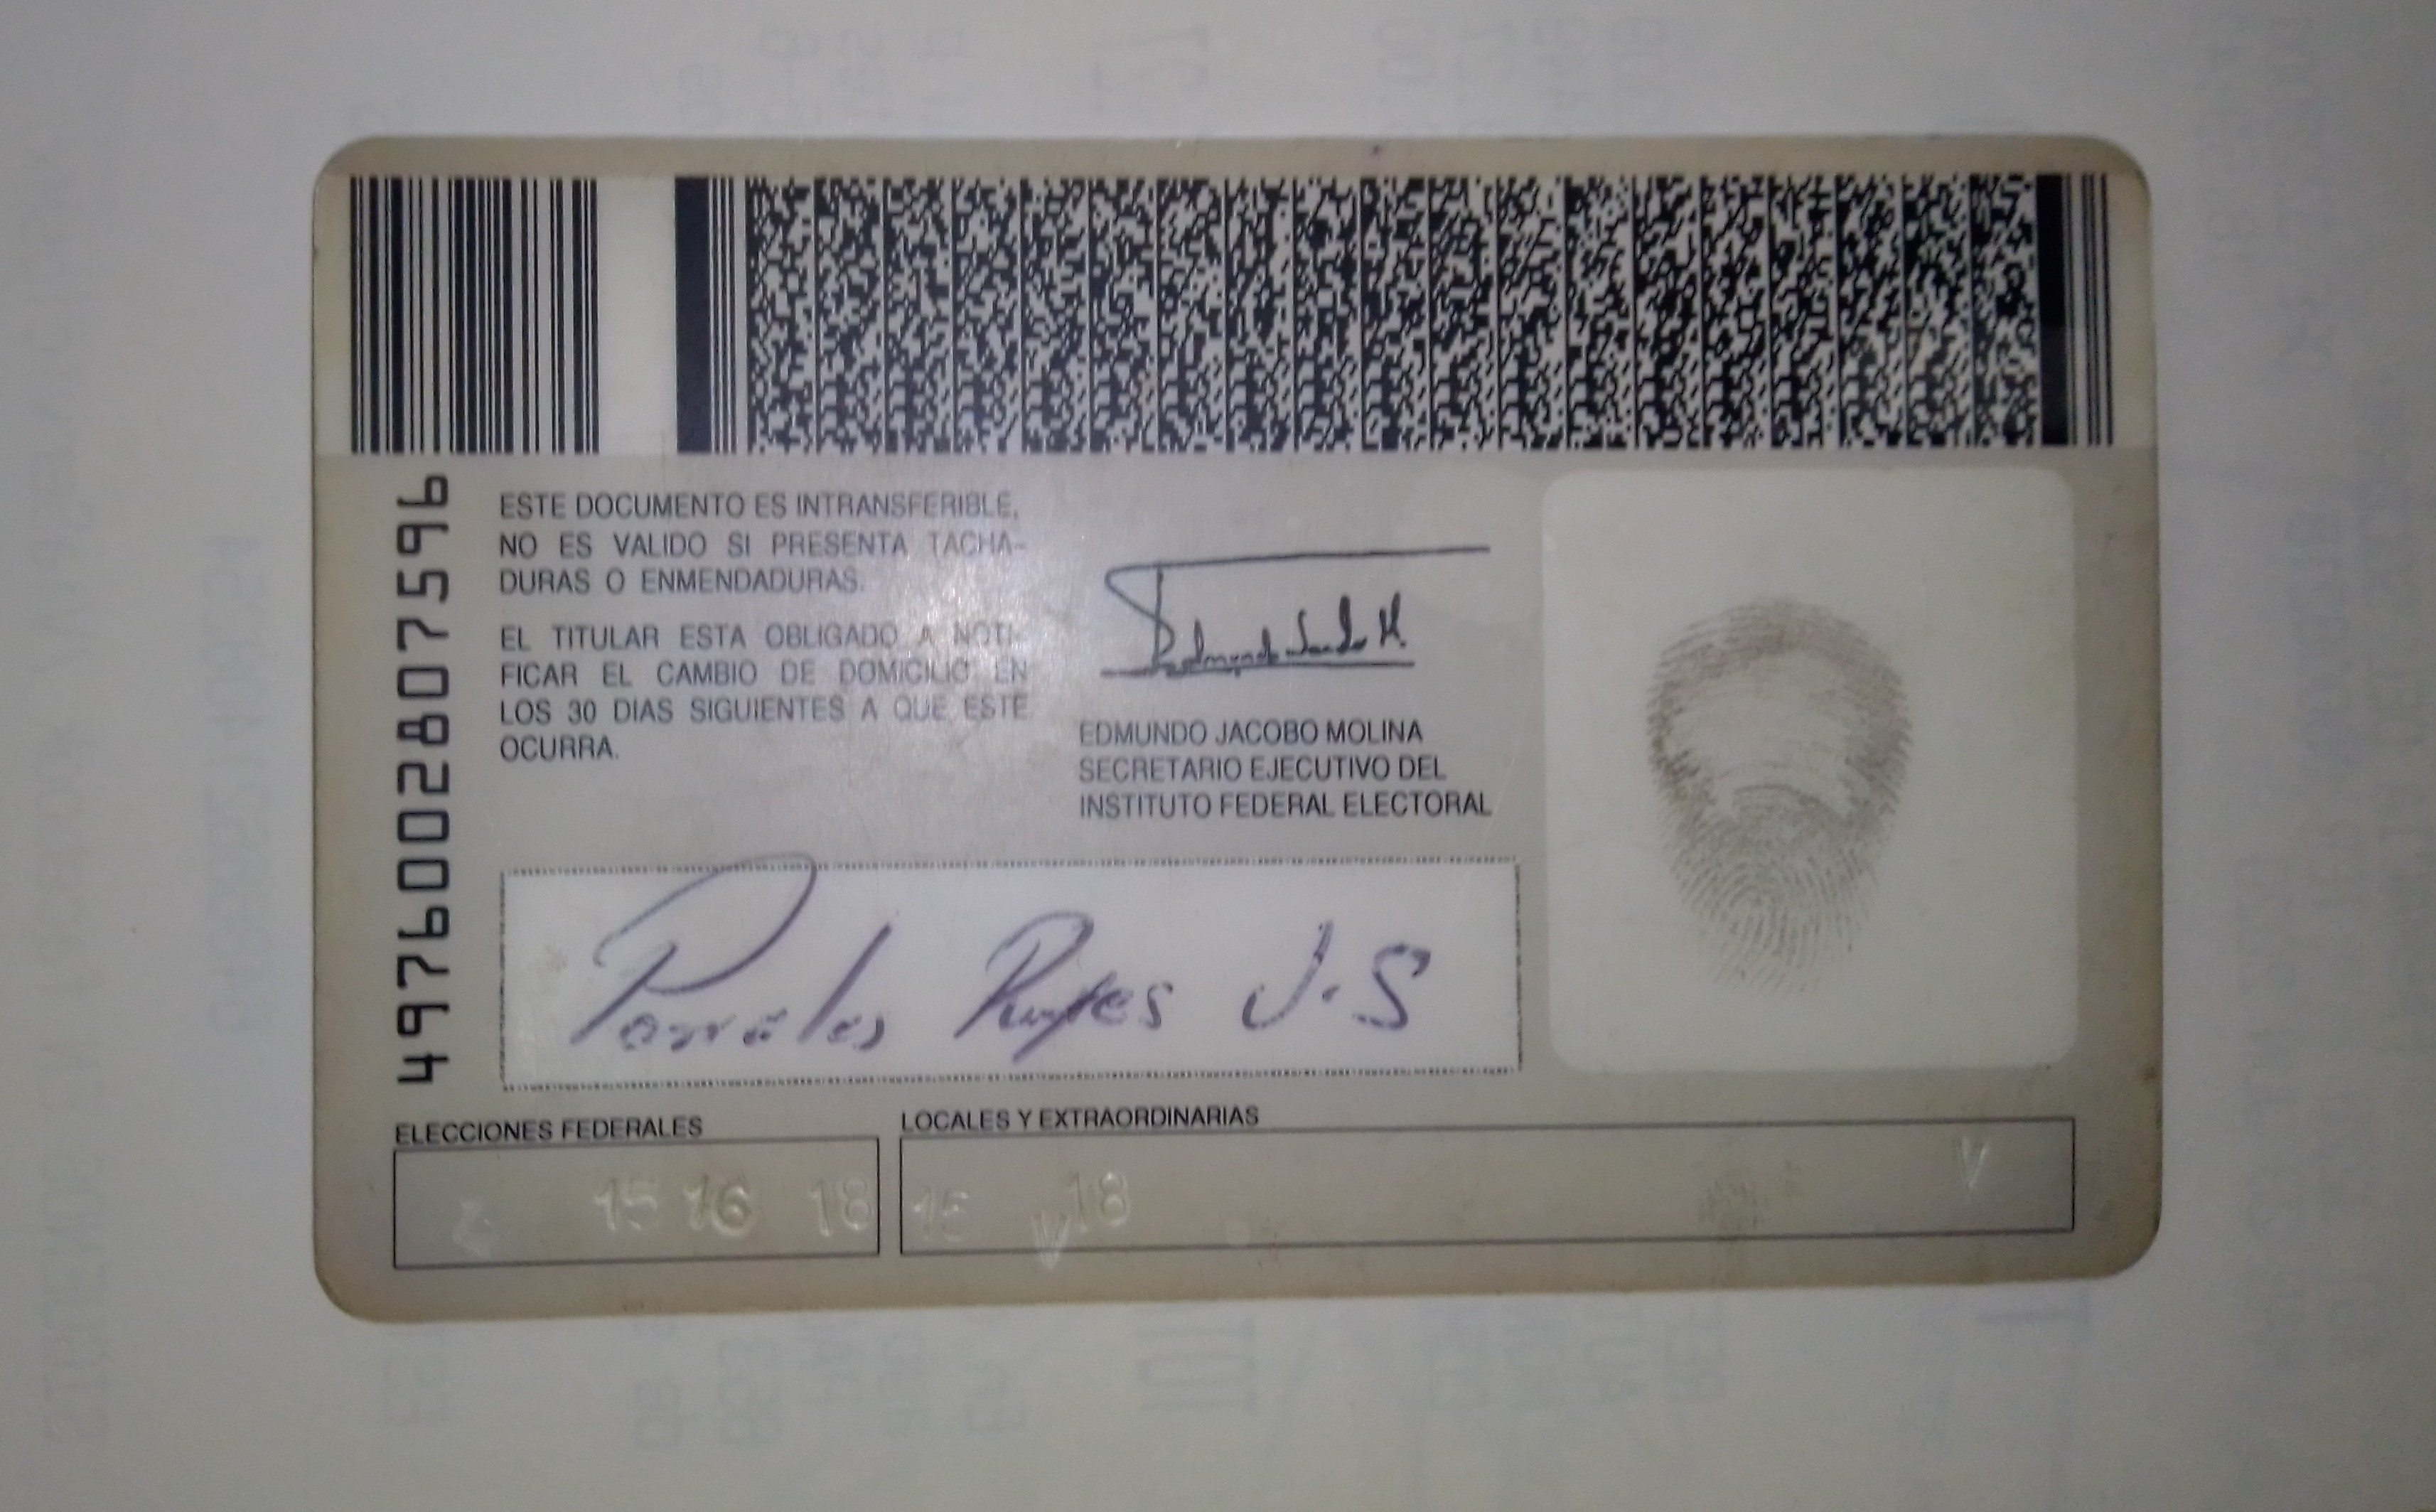 4976002807596
ESTE DOCUMENTO ES INTRANSFERIBLE,
NO ES VALIDO SI PRESENTA TACHA-
DURAS O ENMENDADURAS.
EL TITULAR ESTA OBLIGADO A NOTI-
FICAR EL CAMBIO DE DOMICILIO EN
LOS 30 DIAS SIGUIENTES A QUE ESTE
OCURRA.
EDMUNDO JACOBO MOLINA
SECRETARIO EJECUTIVO DEL
INSTITUTO FEDERAL ELECTORAL
Reyes J.S
ELECCIONES FEDERALES
15 16 18
LOCALES Y EXTRAORDINARIAS
15 V 18 V